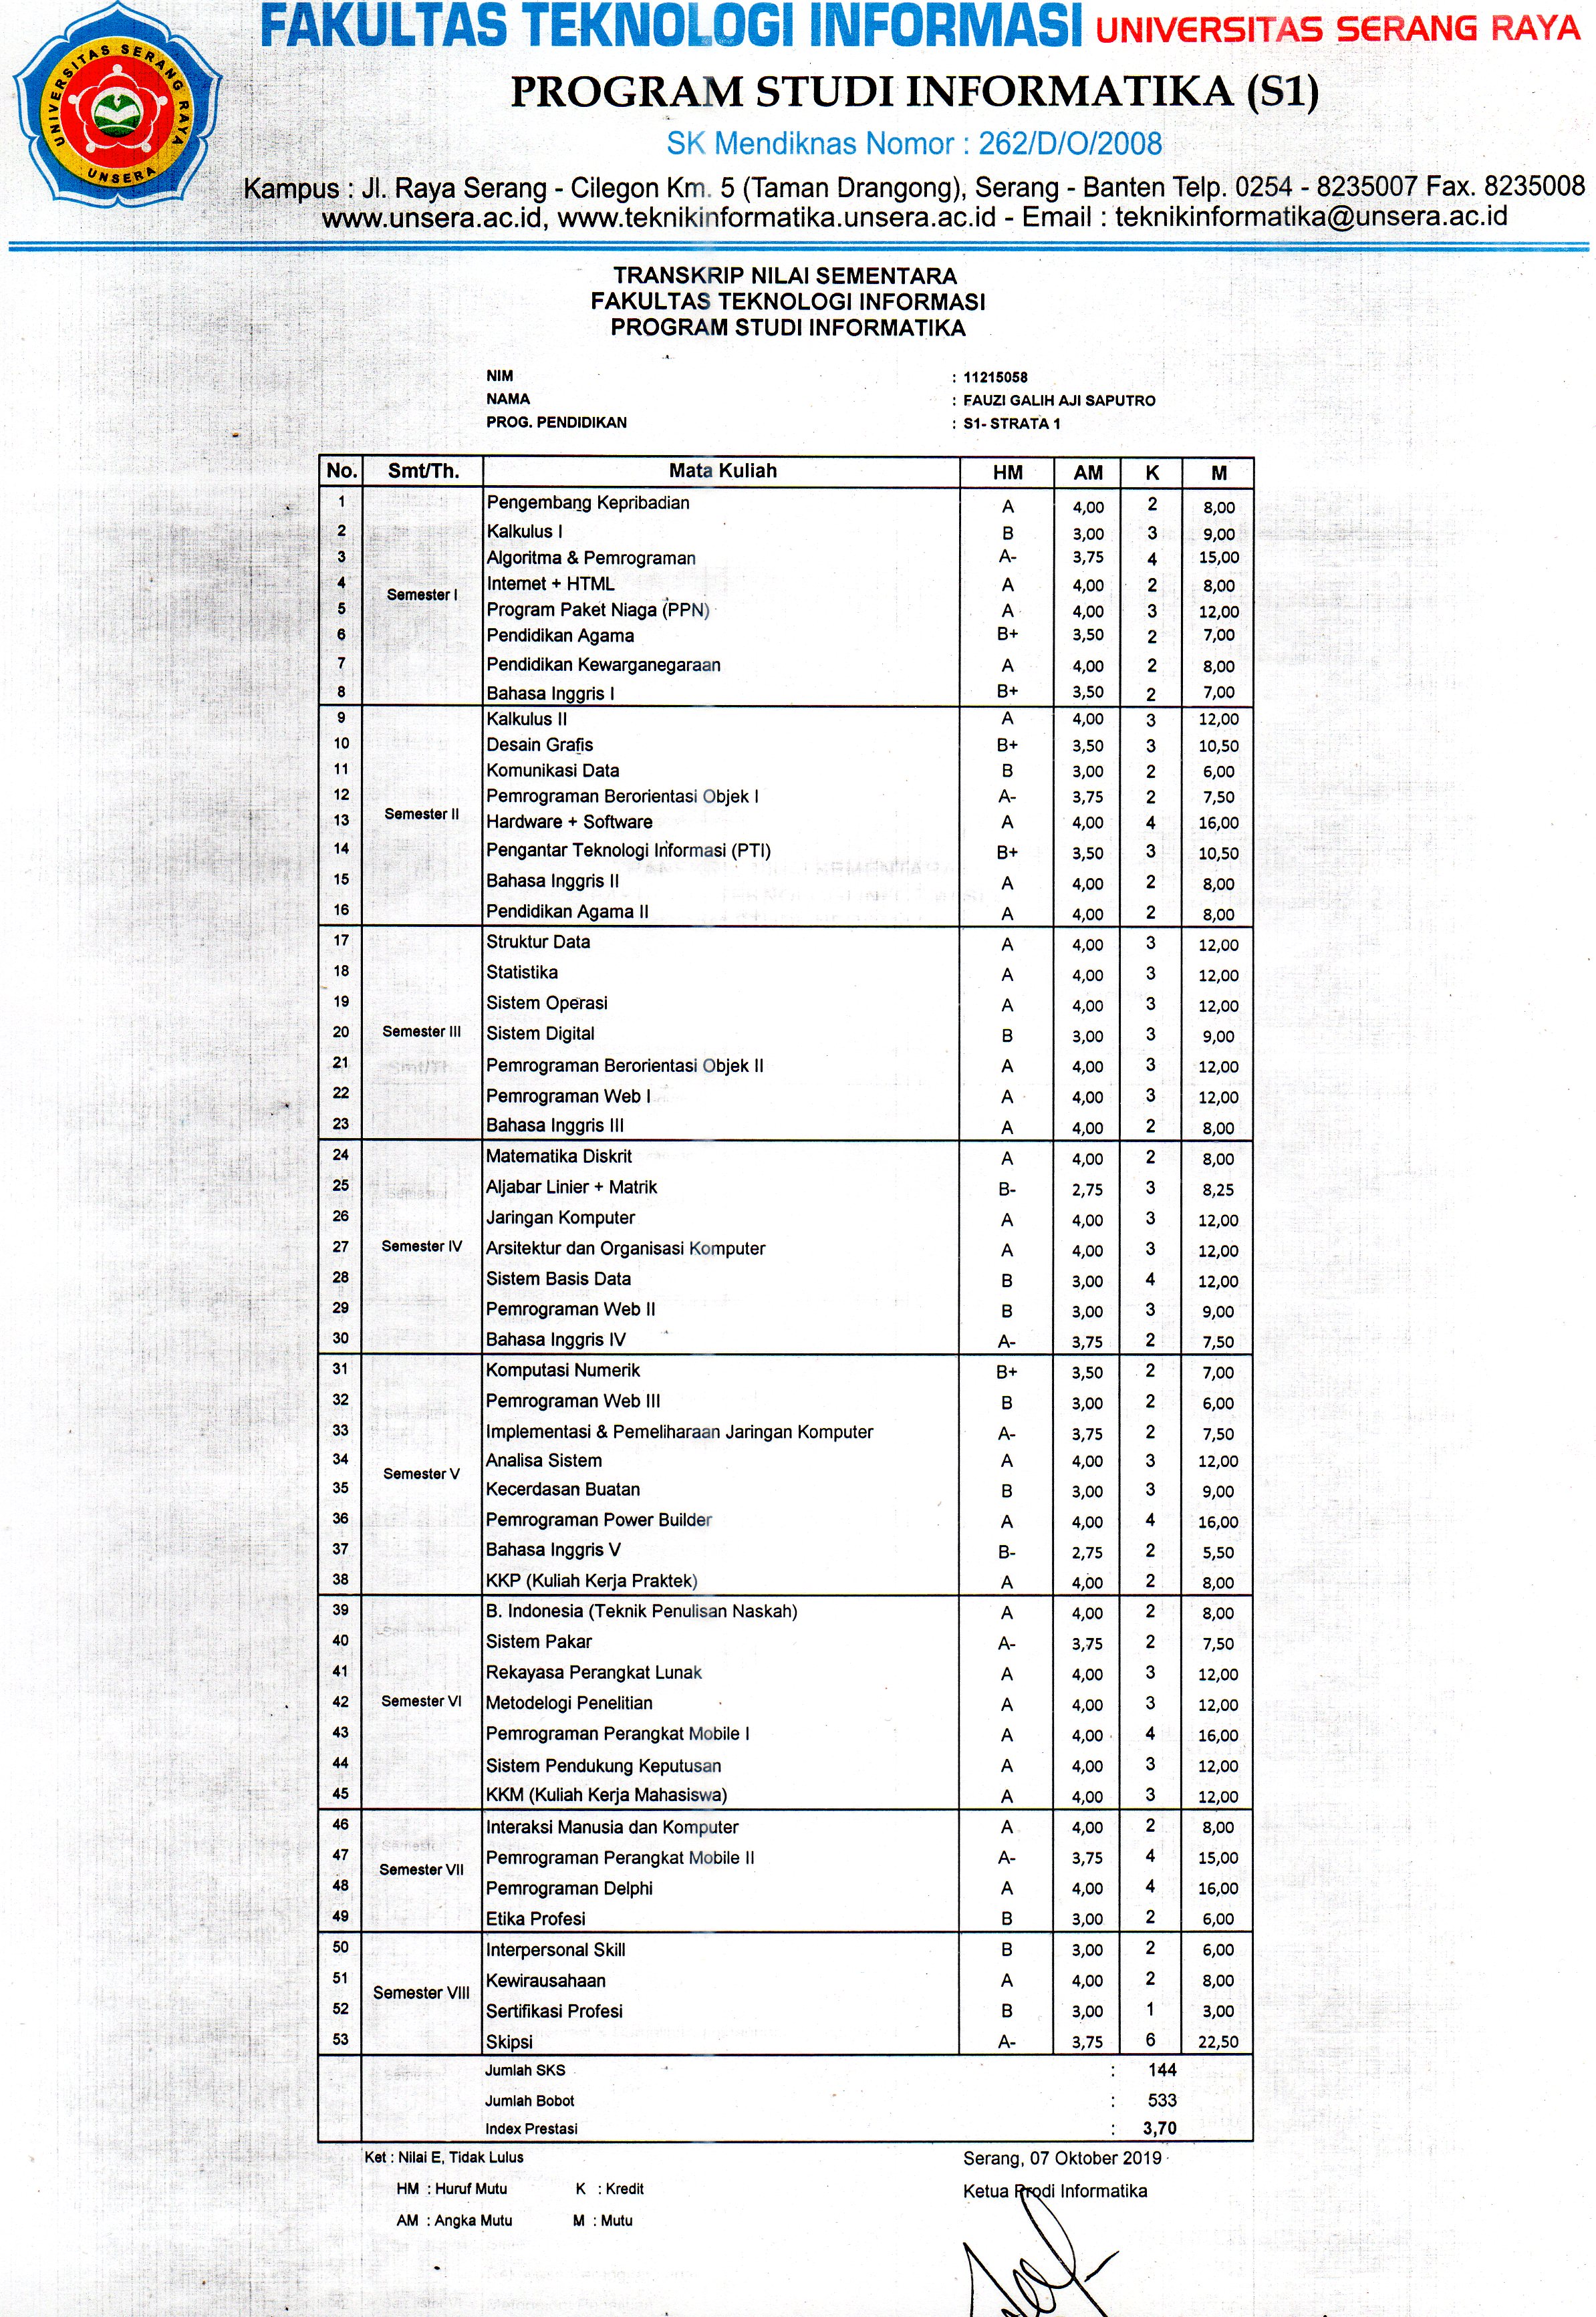 FAKULTAS TEKNOLOGI INFORMASI UNIVERSITAS SERANG RAYA
UNIVERSITAS SERANG RAYA
UNSERA
PROGRAM STUDI INFORMATIKA (S1)
SK Mendiknas Nomor : 262/D/O/2008
Kampus : Jl. Raya Serang - Cilegon Km. 5 (Taman Drangong), Serang - Banten Telp. 0254 - 8235007 Fax. 8235008
www.unsera.ac.id, www.teknikinformatika.unsera.ac.id - Email : teknikinformatika@unsera.ac.id
TRANSKRIP NILAI SEMENTARA
FAKULTAS TEKNOLOGI INFORMASI
PROGRAM STUDI INFORMATIKA
NIM : 11215058
NAMA : FAUZI GALIH AJI SAPUTRO
PROG. PENDIDIKAN : S1- STRATA 1
No. Smt/Th. Mata Kuliah HM AM K M
1 Pengembang Kepribadian A 4,00 2 8,00
2 Kalkulus I B 3,00 3 9,00
3 Algoritma & Pemrograman A- 3,75 4 15,00
4 Internet + HTML A 4,00 2 8,00
Semester I
5 Program Paket Niaga (PPN) A 4,00 3 12,00
6 Pendidikan Agama B+ 3,50 2 7,00
7 Pendidikan Kewarganegaraan A 4,00 2 8,00
8 Bahasa Inggris I B+ 3,50 2 7,00
9 Kalkulus II A 4,00 3 12,00
10 Desain Grafis B+ 3,50 3 10,50
11 Komunikasi Data B 3,00 2 6,00
12 Pemrograman Berorientasi Objek I A- 3,75 2 7,50
Semester II
13 Hardware + Software A 4,00 4 16,00
14 Pengantar Teknologi Informasi (PTI) B+ 3,50 3 10,50
15 Bahasa Inggris II A 4,00 2 8,00
16 Pendidikan Agama II A 4,00 2 8,00
17 Struktur Data A 4,00 3 12,00
18 Statistika A 4,00 3 12,00
19 Sistem Operasi A 4,00 3 12,00
20 Semester III Sistem Digital B 3,00 3 9,00
21 Pemrograman Berorientasi Objek II A 4,00 3 12,00
22 Pemrograman Web I A 4,00 3 12,00
23 Bahasa Inggris III A 4,00 2 8,00
24 Matematika Diskrit A 4,00 2 8,00
25 Aljabar Linier + Matrik B- 2,75 3 8,25
26 Jaringan Komputer A 4,00 3 12,00
27 Semester IV Arsitektur dan Organisasi Komputer A 4,00 3 12,00
28 Sistem Basis Data B 3,00 4 12,00
29 Pemrograman Web II B 3,00 3 9,00
30 Bahasa Inggris IV A- 3,75 2 7,50
31 Komputasi Numerik B+ 3,50 2 7,00
32 Pemrograman Web III B 3,00 2 6,00
33 Implementasi & Pemeliharaan Jaringan Komputer A- 3,75 2 7,50
34 Analisa Sistem A 4,00 3 12,00
Semester V
35 Kecerdasan Buatan B 3,00 3 9,00
36 Pemrograman Power Builder A 4,00 4 16,00
37 Bahasa Inggris V B- 2,75 2 5,50
38 KKP (Kuliah Kerja Praktek) A 4,00 2 8,00
39 B. Indonesia (Teknik Penulisan Naskah) A 4,00 2 8,00
40 Sistem Pakar A- 3,75 2 7,50
41 Rekayasa Perangkat Lunak A 4,00 3 12,00
42 Semester VI Metodelogi Penelitian A 4,00 3 12,00
43 Pemrograman Perangkat Mobile I A 4,00 4 16,00
44 Sistem Pendukung Keputusan A 4,00 3 12,00
45 KKM (Kuliah Kerja Mahasiswa) A 4,00 3 12,00
46 Interaksi Manusia dan Komputer A 4,00 2 8,00
47 Pemrograman Perangkat Mobile II A- 3,75 4 15,00
Semester VII
48 Pemrograman Delphi A 4,00 4 16,00
49 Etika Profesi B 3,00 2 6,00
50 Interpersonal Skill B 3,00 2 6,00
51 Kewirausahaan A 4,00 2 8,00
Semester VIII
52 Sertifikasi Profesi B 3,00 1 3,00
53 Skipsi A- 3,75 6 22,50
Jumlah SKS : 144
Jumlah Bobot : 533
Index Prestasi : 3,70
Ket : Nilai E, Tidak Lulus
HM : Huruf Mutu K : Kredit
AM : Angka Mutu M : Mutu
Serang, 07 Oktober 2019
Ketua Prodi Informatika